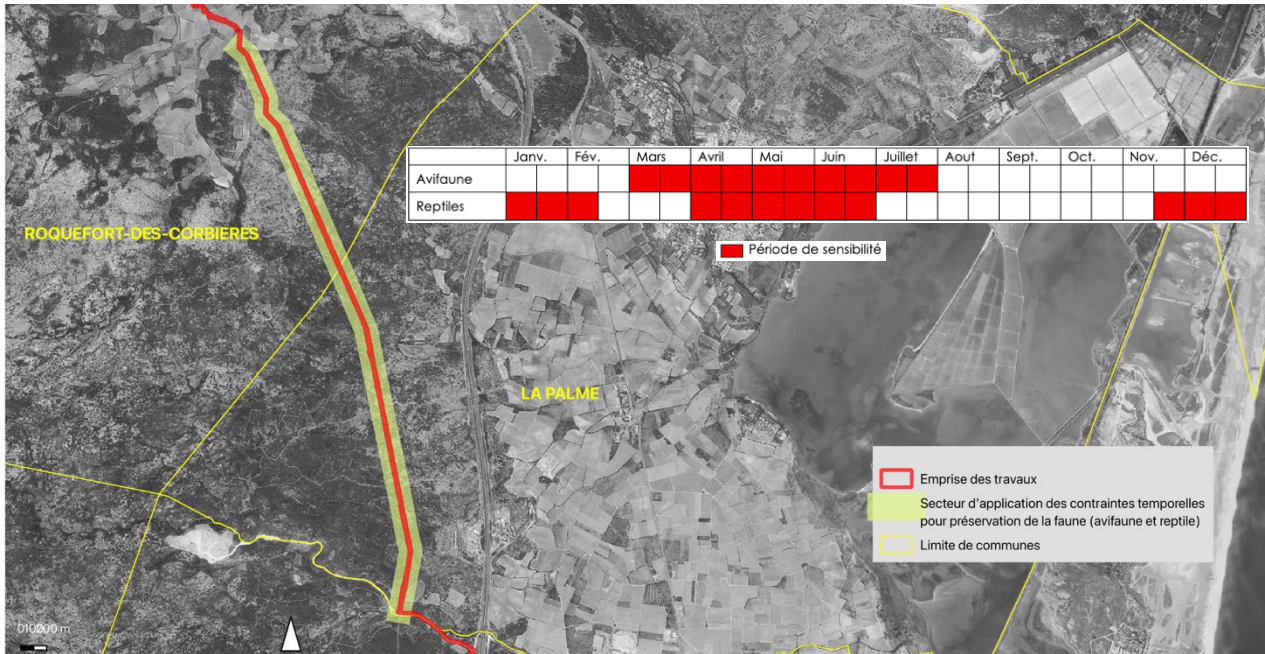 Janv. Fév. Mars Avril Mai Juin Juillet Aout Sept. Oct. Nov. Déc.
Avifaune
Reptiles
ROQUEFORT-DES-CORBIERES
Période de sensibilité
LA PALME
Emprise des travaux
Secteur d'application des contraintes temporelles
pour préservation de la faune (avifaune et reptile)
Limite de communes